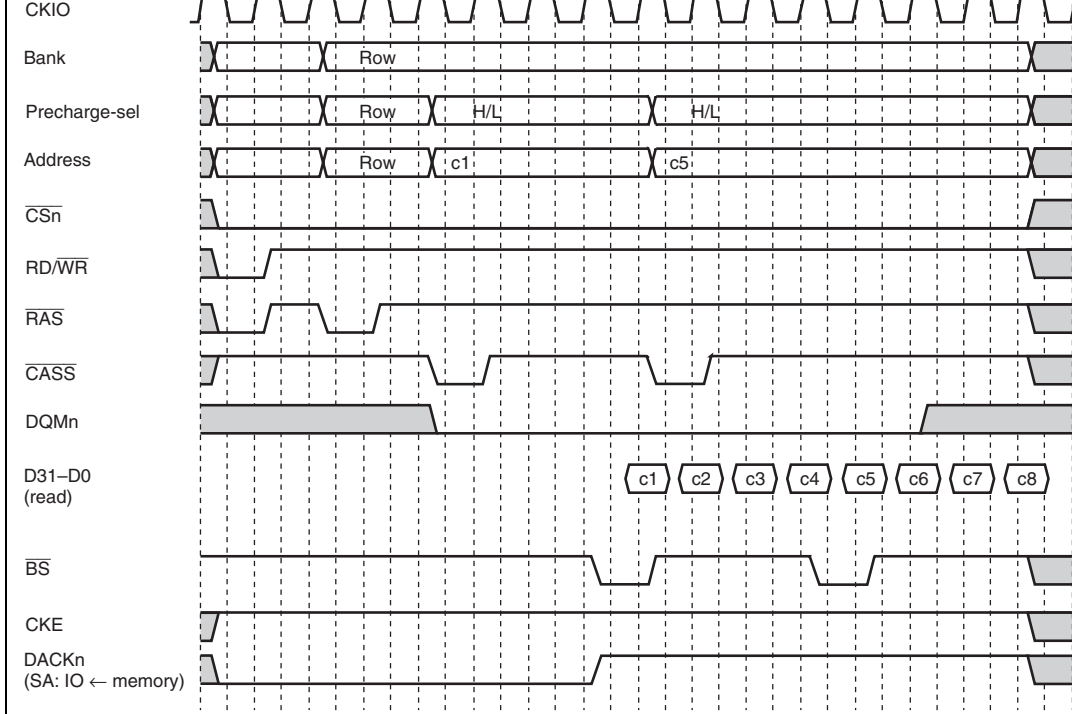 CKIO
Bank
Row
Precharge-sel
Row
H/L
H/L
Address
Row
c1
c5
CSn
RD/WR
RAS
CASS
DQMn
D31–D0
(read)
c1
c2
c3
c4
c5
c6
c7
c8
BS
CKE
DACKn
(SA: IO ← memory)